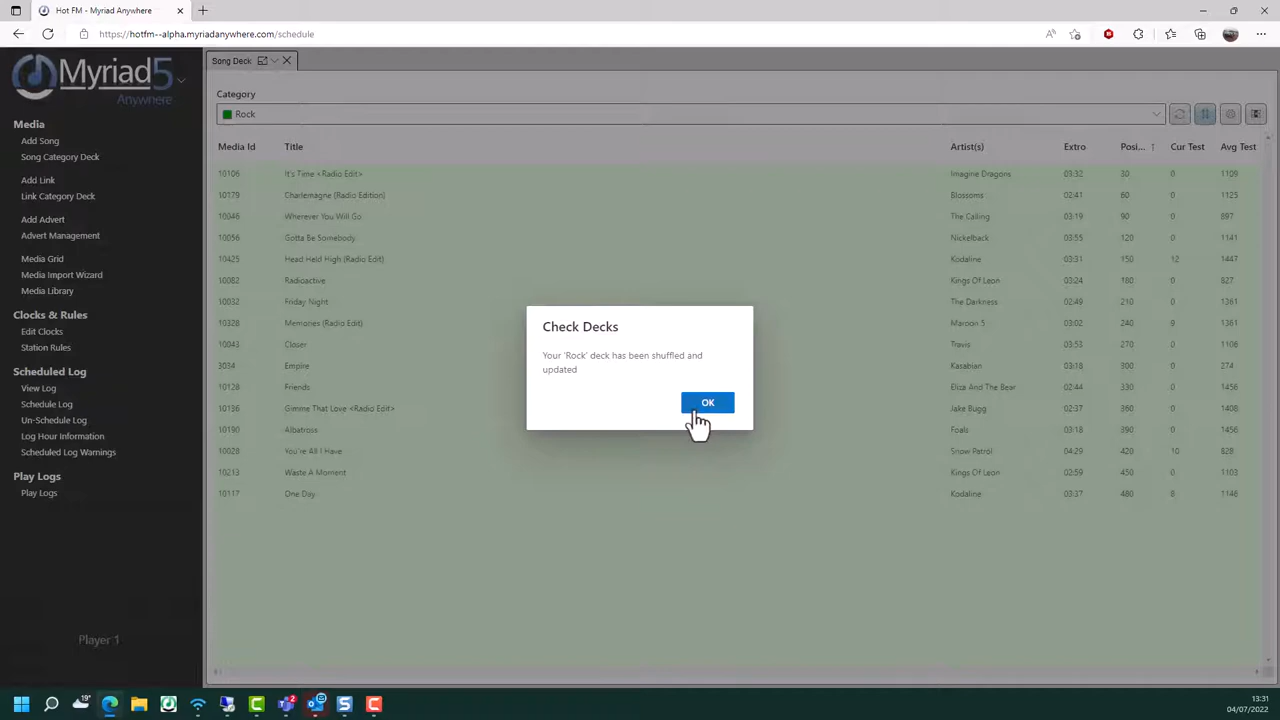 Hot FM - Myriad Anywhere
https://hotfm--alpha.myriadanywhere.com/schedule
Myriad5
Anywhere
Media
Add Song
Song Category Deck
Add Link
Link Category Deck
Add Advert
Advert Management
Media Grid
Media Import Wizard
Media Library
Clocks & Rules
Edit Clocks
Station Rules
Scheduled Log
View Log
Schedule Log
Un-Schedule Log
Log Hour Information
Scheduled Log Warnings
Play Logs
Play Logs
Player 1
Song Deck
Category
Rock
Media Id Title Artist(s) Extro Posi... Cur Test Avg Test
10106 It's Time <Radio Edit> Imagine Dragons 03:32 30 0 1109
10179 Charlemagne (Radio Edition) Blossoms 02:41 60 0 1125
10046 Wherever You Will Go The Calling 03:19 90 0 897
10056 Gotta Be Somebody Nickelback 03:55 120 0 1141
10425 Head Held High (Radio Edit) Kodaline 03:31 150 12 1447
10082 Radioactive Kings Of Leon 03:24 180 0 827
10032 Friday Night The Darkness 02:49 210 0 1361
10328 Memories (Radio Edit) Maroon 5 03:02 240 9 1361
10043 Closer Travis 03:53 270 0 1106
3034 Empire Kasabian 03:18 300 0 274
10128 Friends Eliza And The Bear 02:44 330 0 1456
10136 Gimme That Love <Radio Edit> Jake Bugg 02:37 360 0 1408
10190 Albatross Foals 03:18 390 0 1456
10028 You're All I Have Snow Patrol 04:29 420 10 828
10213 Waste A Moment Kings Of Leon 02:59 450 0 1103
10117 One Day Kodaline 03:37 480 8 1148
Check Decks
Your 'Rock' deck has been shuffled and
updated
OK
19°
2
13:31
04/07/2022